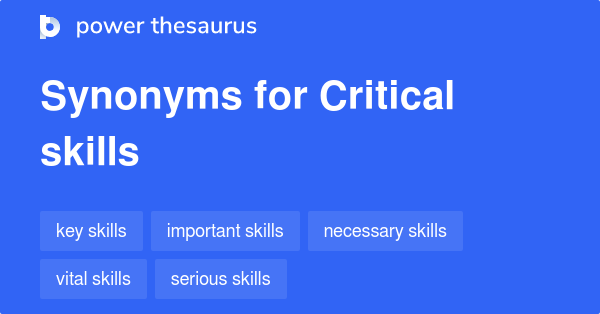 power thesaurus
Synonyms for Critical
skills
key skills important skills necessary skills
vital skills serious skills